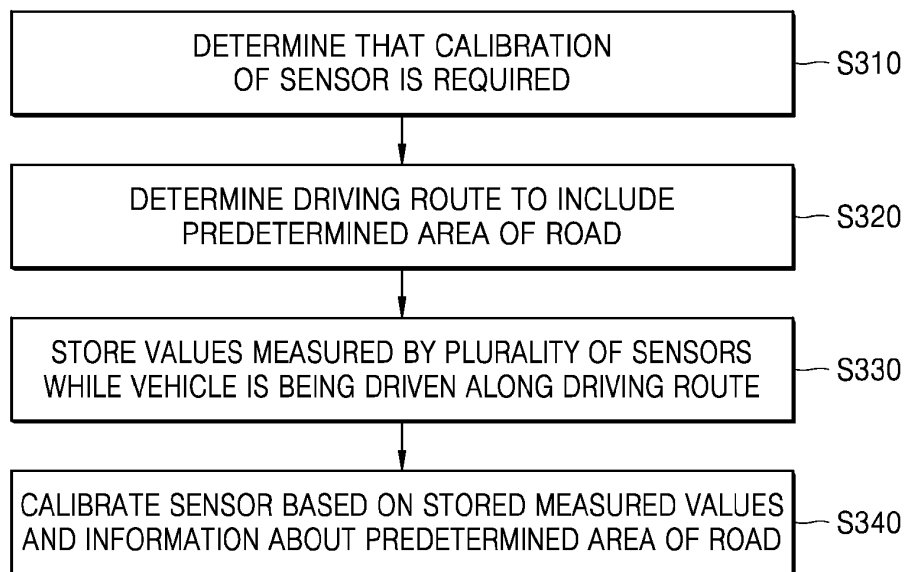 DETERMINE THAT CALIBRATION
OF SENSOR IS REQUIRED
S310
DETERMINE DRIVING ROUTE TO INCLUDE
PREDETERMINED AREA OF ROAD
S320
STORE VALUES MEASURED BY PLURALITY OF SENSORS
WHILE VEHICLE IS BEING DRIVEN ALONG DRIVING ROUTE
S330
CALIBRATE SENSOR BASED ON STORED MEASURED VALUES
AND INFORMATION ABOUT PREDETERMINED AREA OF ROAD
S340